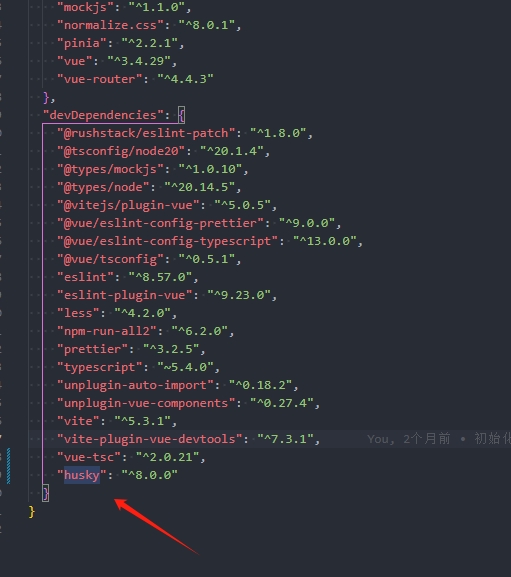 "mockjs": "^1.1.0",
"normalize.css": "^8.0.1",
"pinia": "^2.2.1",
"vue": "^3.4.29",
"vue-router": "^4.4.3"
},
"devDependencies": {
"@rushstack/eslint-patch": "^1.8.0",
"@tsconfig/node20": "^20.1.4",
"@types/mockjs": "^1.0.10",
"@types/node": "^20.14.5",
"@vitejs/plugin-vue": "^5.0.5",
"@vue/eslint-config-prettier": "^9.0.0",
"@vue/eslint-config-typescript": "^13.0.0",
"@vue/tsconfig": "^0.5.1",
"eslint": "^8.57.0",
"eslint-plugin-vue": "^9.23.0",
"less": "^4.2.0",
"npm-run-all2": "^6.2.0",
"prettier": "^3.2.5",
"typescript": "~5.4.0",
"unplugin-auto-import": "^0.18.2",
"unplugin-vue-components": "^0.27.4",
"vite": "^5.3.1",
"vite-plugin-vue-devtools": "^7.3.1", You, 2个月前 • 初始化
"vue-tsc": "^2.0.21",
"husky": "^8.0.0"
}
}